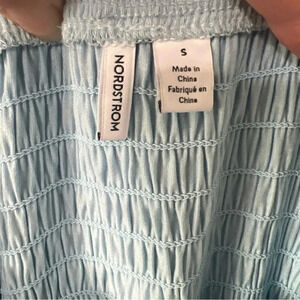 NORDSTROM
S
Made in
China
Fabriqué en
Chine